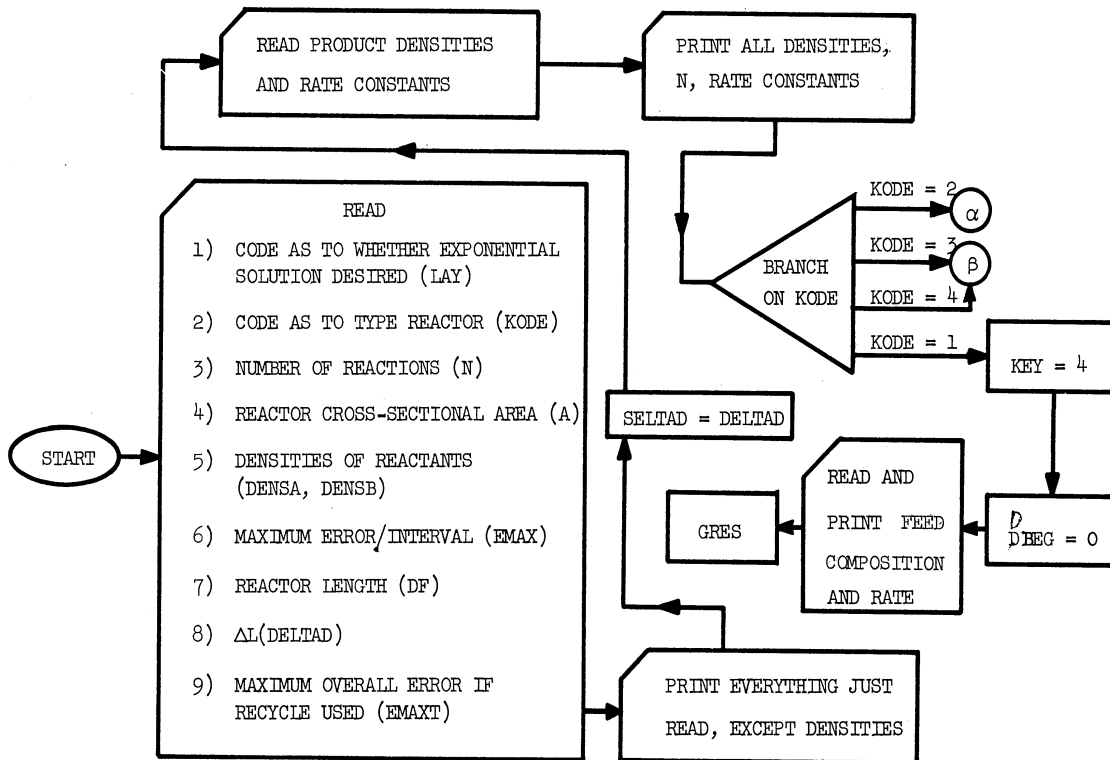 START
READ
1) CODE AS TO WHETHER EXPONENTIAL
SOLUTION DESIRED (LAY)
2) CODE AS TO TYPE REACTOR (KODE)
3) NUMBER OF REACTIONS (N)
4) REACTOR CROSS-SECTIONAL AREA (A)
5) DENSITIES OF REACTANTS
(DENSA, DENSB)
6) MAXIMUM ERROR/INTERVAL (EMAX)
7) REACTOR LENGTH (DF)
8) ΔL(DELTAD)
9) MAXIMUM OVERALL ERROR IF
RECYCLE USED (EMAXT)
PRINT EVERYTHING JUST
READ, EXCEPT DENSITIES
SELTAD = DELTAD
READ PRODUCT DENSITIES
AND RATE CONSTANTS
PRINT ALL DENSITIES,
N, RATE CONSTANTS
BRANCH
ON KODE
KODE = 2
α
KODE = 3
β
KODE = 4
KODE = 1
KEY = 4
D
DBEG = 0
READ AND
PRINT FEED
COMPOSITION
AND RATE
GRES